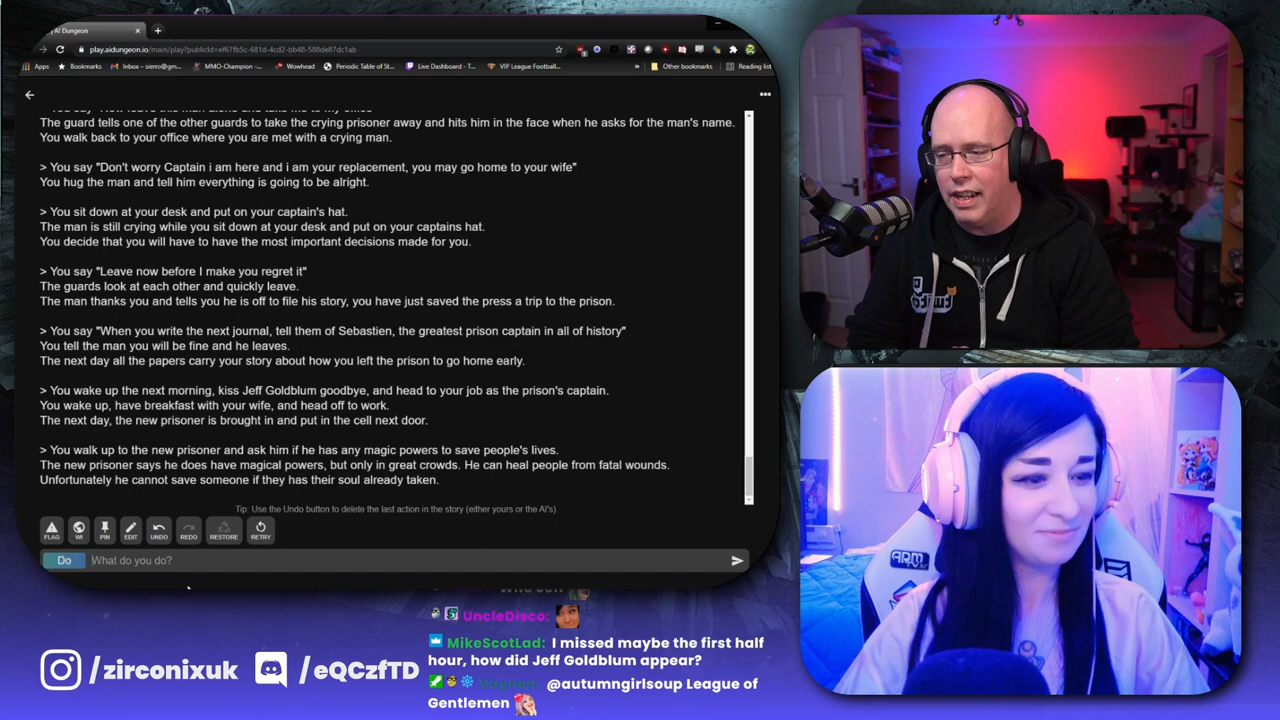 AI Dungeon
play.aidungeon.io/main/play?publicId=ef67fb5c-681d-4cd2-bb48-588de87dc1ab
Apps Bookmarks Inbox – sierro@gm... MMO-Champion -... Wowhead Periodic Table of St... Live Dashboard - T... VIP League Football... » Other bookmarks Reading list
The guard tells one of the other guards to take the crying prisoner away and hits him in the face when he asks for the man's name.
You walk back to your office where you are met with a crying man.
> You say "Don't worry Captain i am here and i am your replacement, you may go home to your wife"
You hug the man and tell him everything is going to be alright.
> You sit down at your desk and put on your captain's hat.
The man is still crying while you sit down at your desk and put on your captains hat.
You decide that you will have to have the most important decisions made for you.
> You say "Leave now before I make you regret it"
The guards look at each other and quickly leave.
The man thanks you and tells you he is off to file his story, you have just saved the press a trip to the prison.
> You say "When you write the next journal, tell them of Sebastien, the greatest prison captain in all of history"
You tell the man you will be fine and he leaves.
The next day all the papers carry your story about how you left the prison to go home early.
> You wake up the next morning, kiss Jeff Goldblum goodbye, and head to your job as the prison's captain.
You wake up, have breakfast with your wife, and head off to work.
The next day, the new prisoner is brought in and put in the cell next door.
> You walk up to the new prisoner and ask him if he has any magic powers to save people's lives.
The new prisoner says he does have magical powers, but only in great crowds. He can heal people from fatal wounds.
Unfortunately he cannot save someone if they has their soul already taken.
Tip: Use the Undo button to delete the last action in the story (either yours or the AI's).
FLAG WI PIN EDIT UNDO REDO RESTORE RETRY
Do What do you do?
UncleDisco:
MikeScotLad: I missed maybe the first half
hour, how did Jeff Goldblum appear?
@autumngirlsoup League of
Gentlemen
/zirconixuk /eQCzfTD